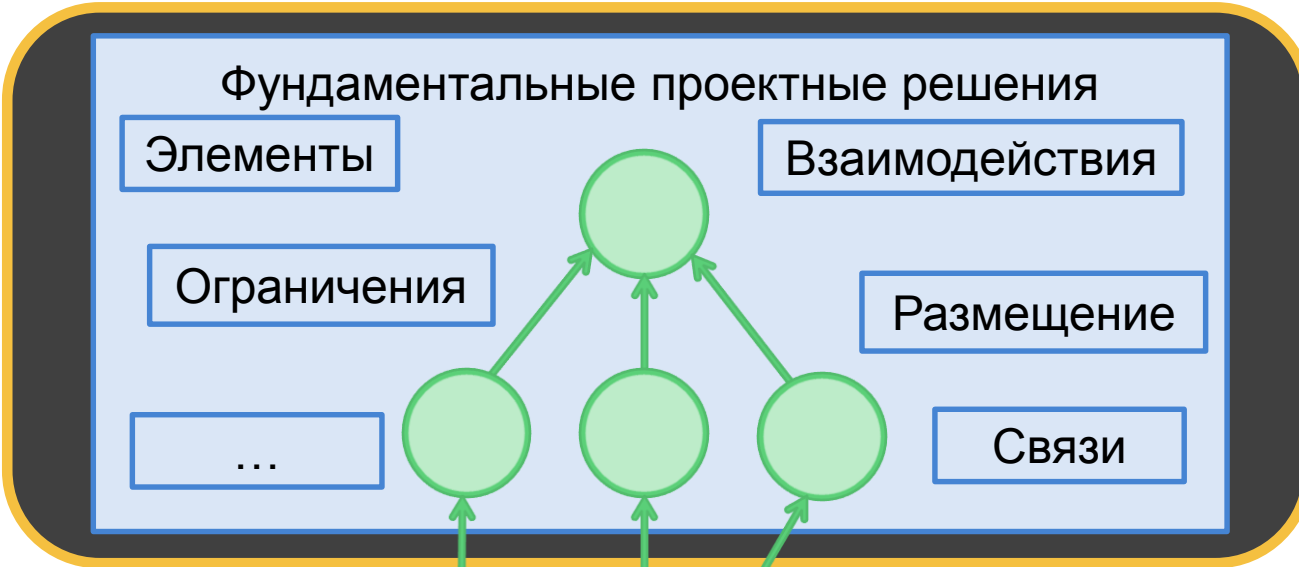 Фундаментальные проектные решения
Элементы
Взаимодействия
Ограничения
Размещение
...
Связи